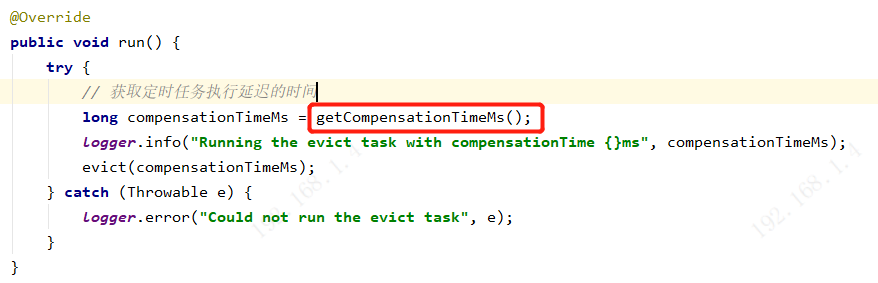 @Override
public void run() {
try {
// 获取定时任务执行延迟的时间
long compensationTimeMs = getCompensationTimeMs();
logger.info("Running the evict task with compensationTime {}ms", compensationTimeMs);
evict(compensationTimeMs);
} catch (Throwable e) {
logger.error("Could not run the evict task", e);
}
}
192.168.1.1
192.168.1.1